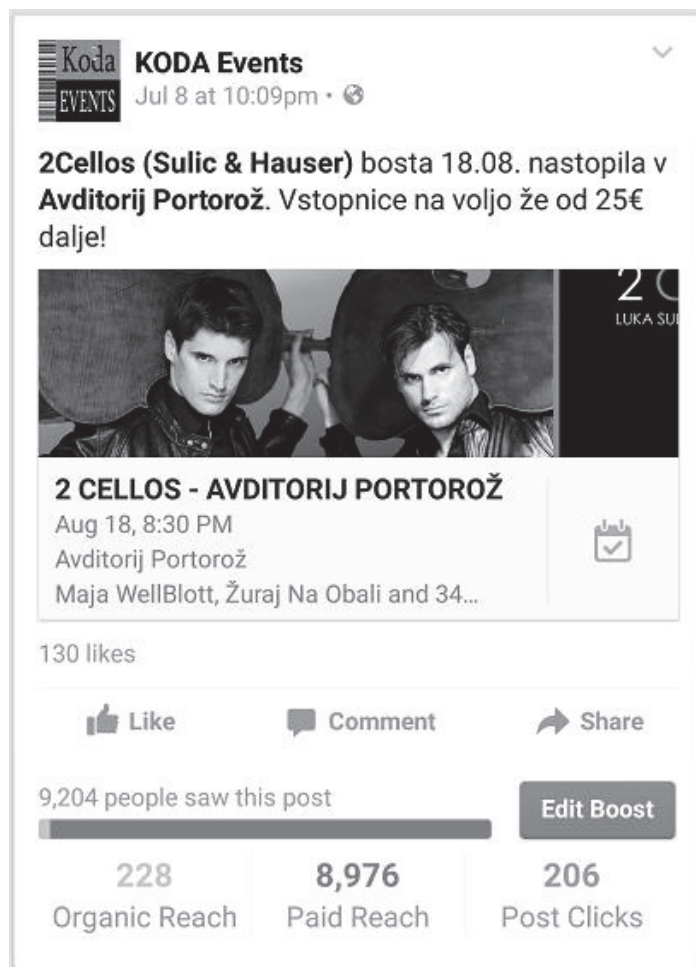 Koda
EVENTS
KODA Events
Jul 8 at 10:09pm •
2Cellos (Sulic & Hauser) bosta 18.08. nastopila v
Avditorij Portorož. Vstopnice na voljo že od 25€
dalje!
2 C
LUKA SUL
2 CELLOS - AVDITORIJ PORTOROŽ
Aug 18, 8:30 PM
Avditorij Portorož
Maja WellBlott, Žuraj Na Obali and 34...
130 likes
Like Comment Share
9,204 people saw this post
Edit Boost
228 8,976 206
Organic Reach Paid Reach Post Clicks